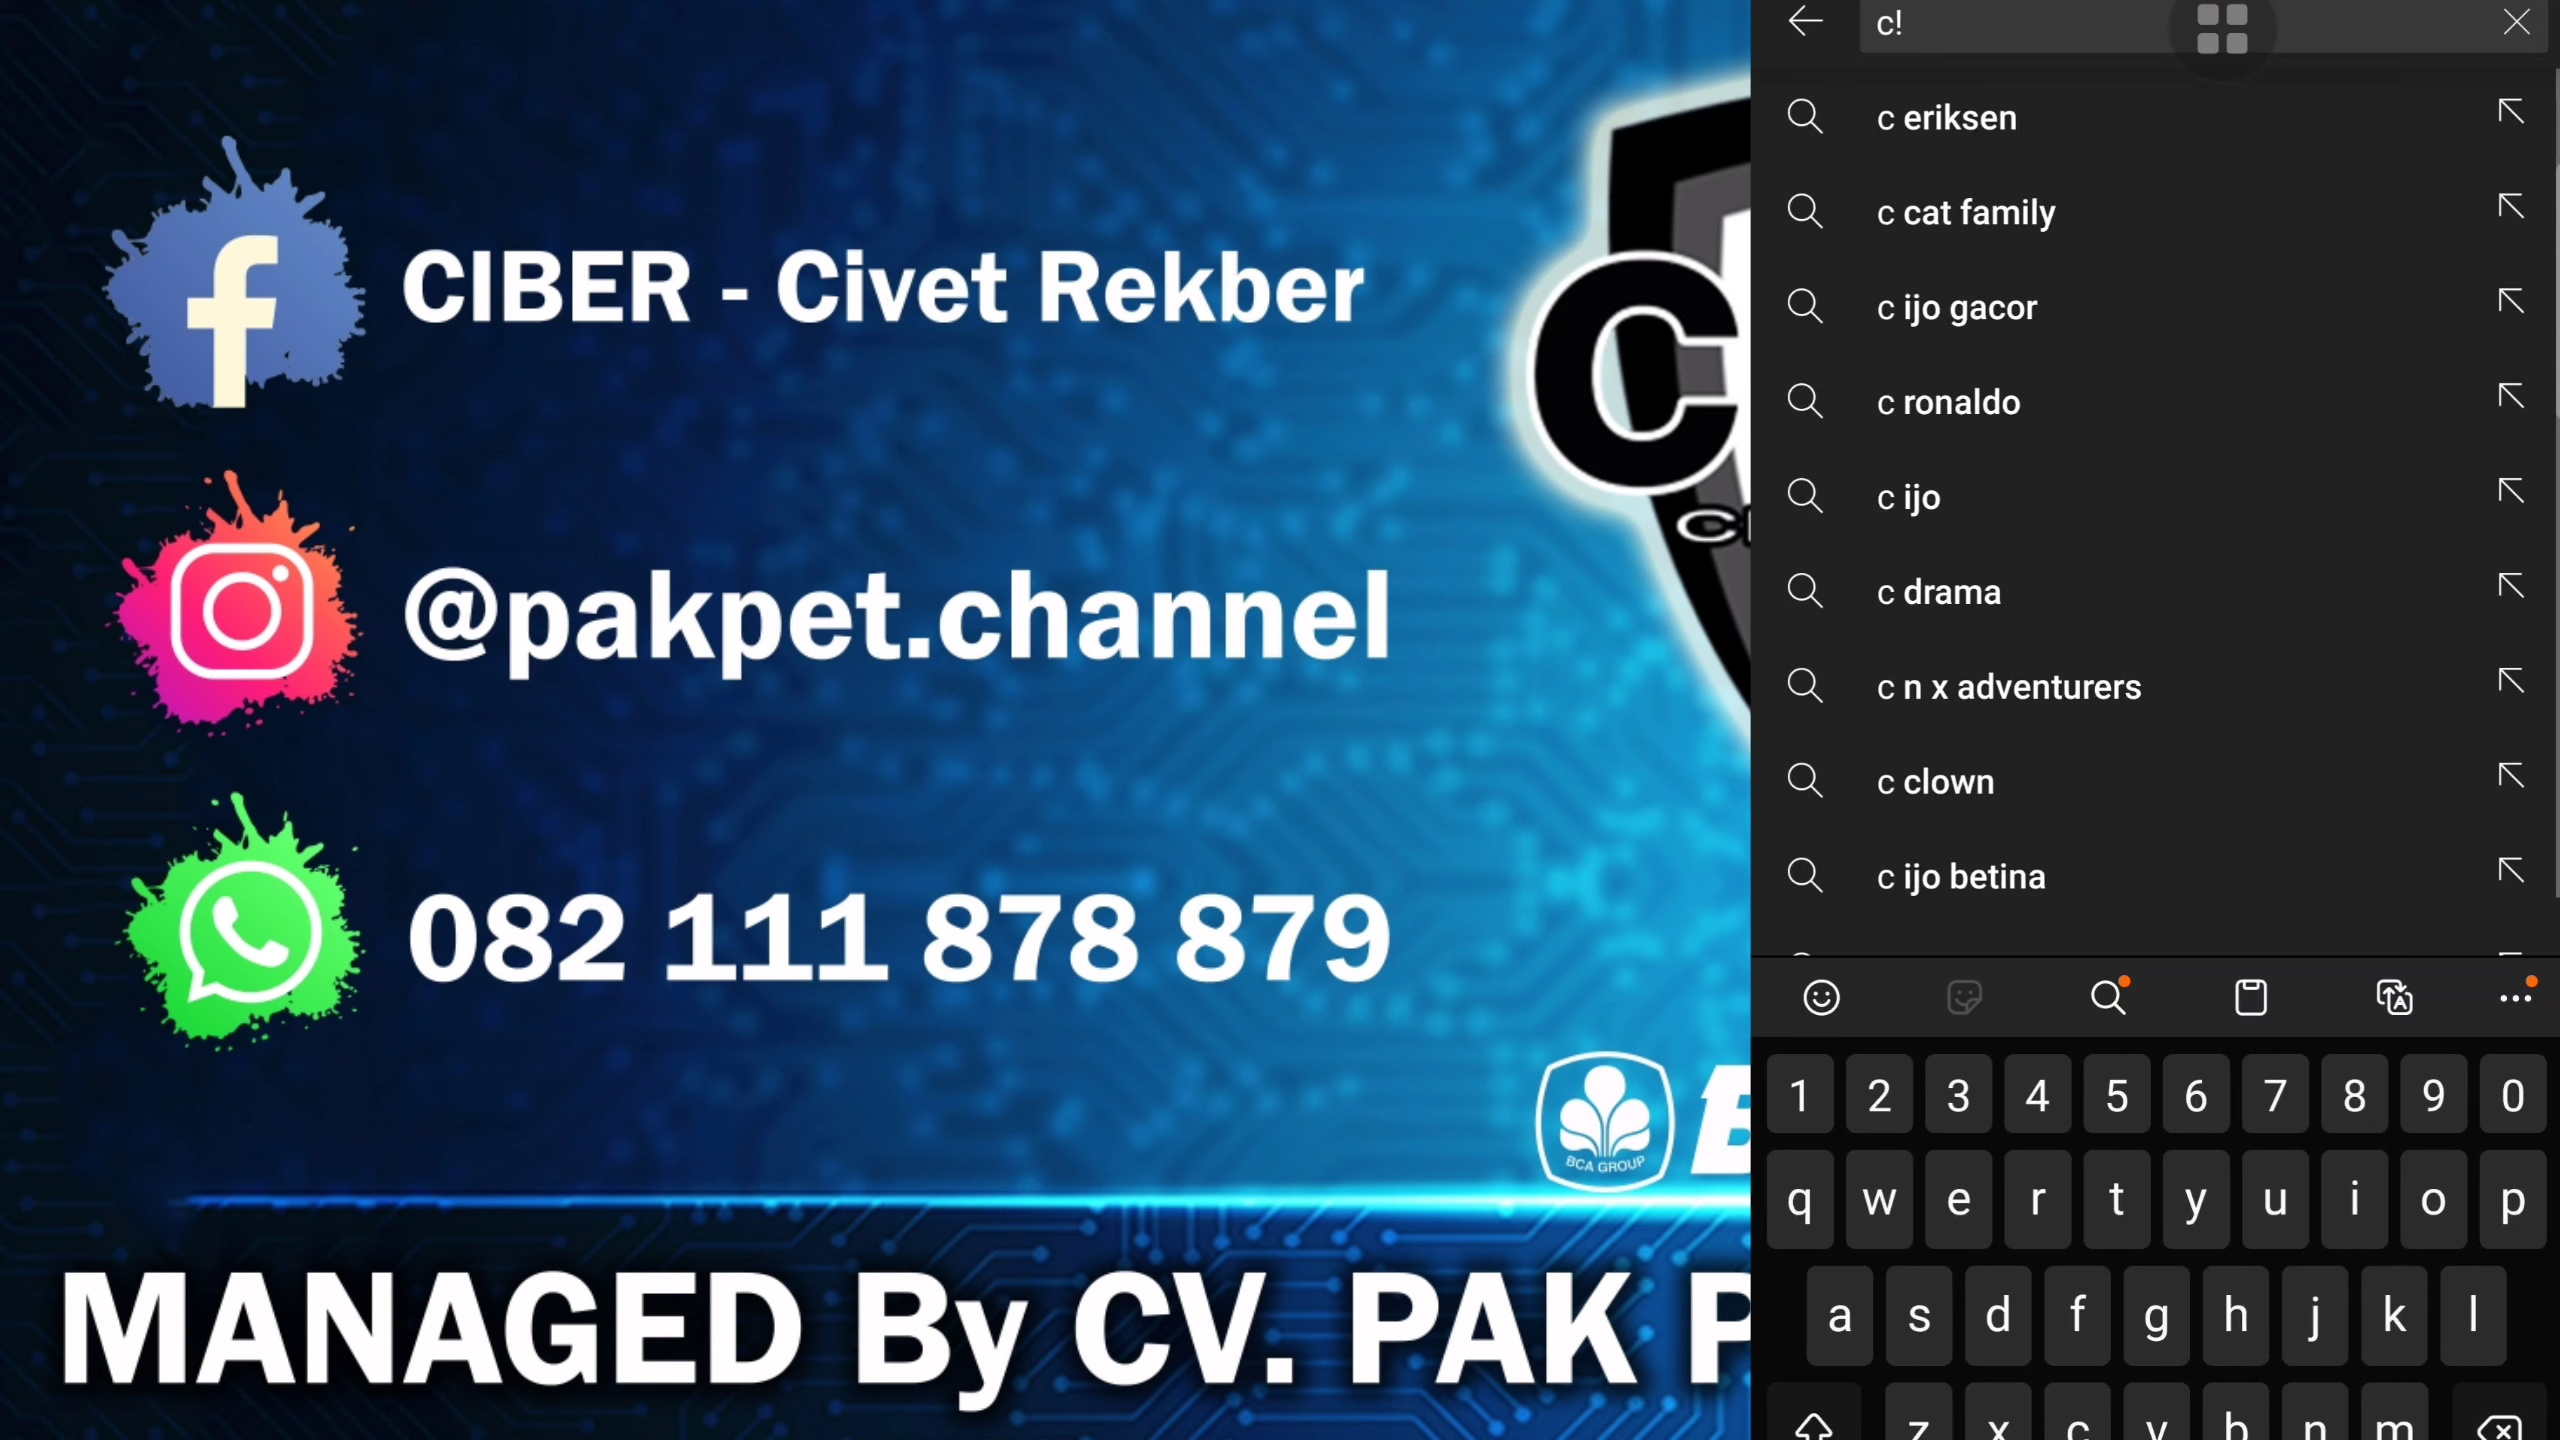 CIBER - Civet Rekber
@pakpet.channel
082 111 878 879
BCA GROUP
MANAGED By CV. PAK
c!
c eriksen
c cat family
c ijo gacor
c ronaldo
c ijo
c drama
c n x adventurers
c clown
c ijo betina
1 2 3 4 5 6 7 8 9 0
q w e r t y u i o p
a s d f g h j k l
z x c v b n m